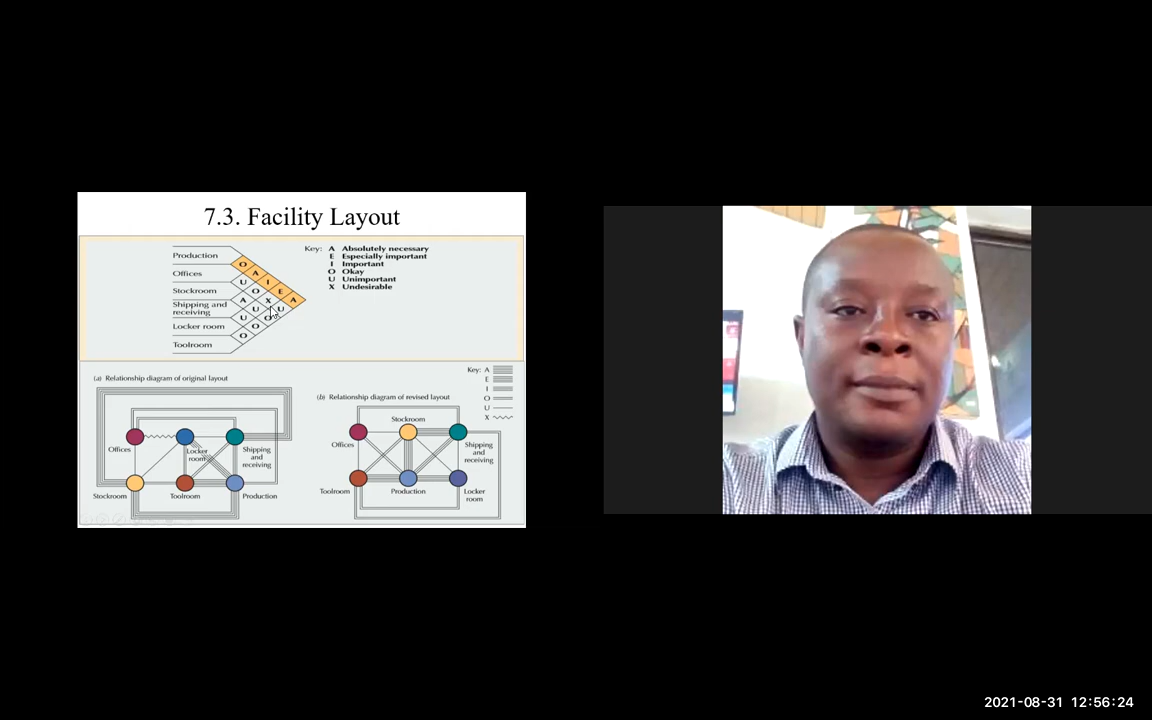 7.3. Facility Layout
Production
Offices
Stockroom
Shipping and
receiving
Locker room
Toolroom
O
A
I
E
A
U
O
X
U
A
U
O
U
O
O
Key: A Absolutely necessary
E Especially important
I Important
O Okay
U Unimportant
X Undesirable
(a) Relationship diagram of original layout
Offices
Locker
room
Shipping
and
receiving
Stockroom
Toolroom
Production
(b) Relationship diagram of revised layout
Key: A
E
I
O
U
X
Stockroom
Offices
Shipping
and
receiving
Toolroom
Production
Locker
room
2021-08-31 12:56:24